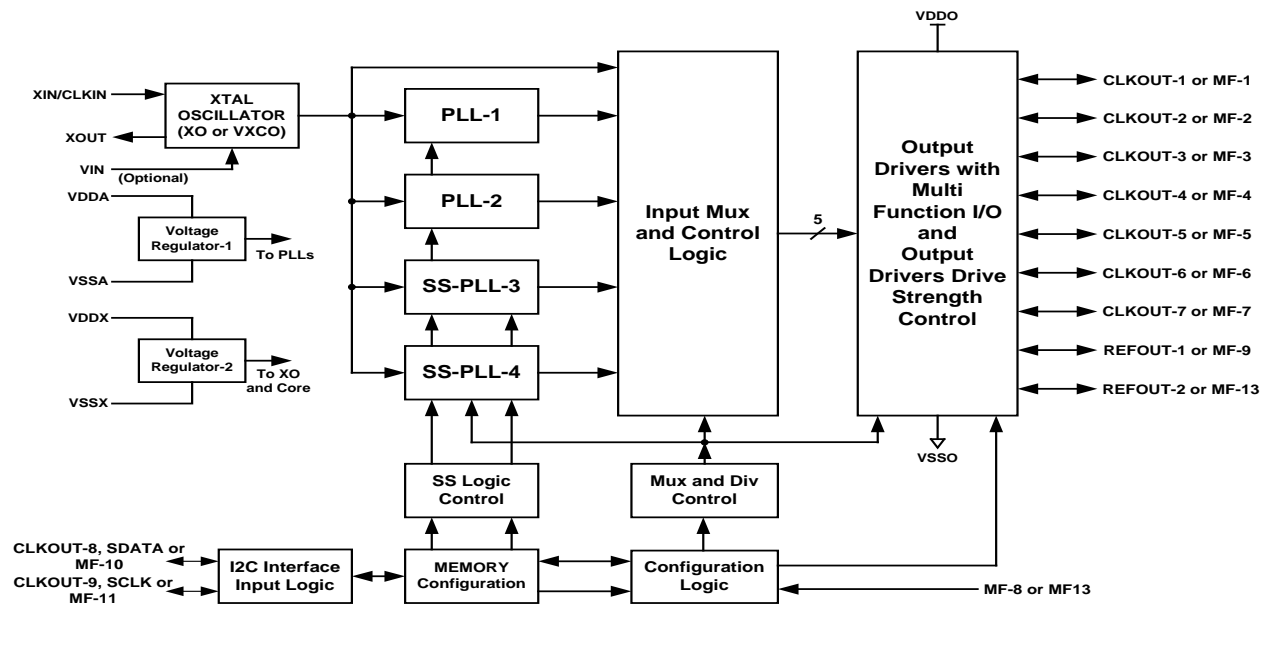 VDDO
XIN/CLKIN
XOUT
VIN
(Optional)
XTAL
OSCILLATOR
(XO or VXCO)
VDDA
Voltage
Regulator-1
To PLLs
VSSA
VDDX
Voltage
Regulator-2
To XO
and Core
VSSX
PLL-1
PLL-2
SS-PLL-3
SS-PLL-4
Input Mux
and Control
Logic
5
Output
Drivers with
Multi
Function I/O
and
Output
Drivers Drive
Strength
Control
CLKOUT-1 or MF-1
CLKOUT-2 or MF-2
CLKOUT-3 or MF-3
CLKOUT-4 or MF-4
CLKOUT-5 or MF-5
CLKOUT-6 or MF-6
CLKOUT-7 or MF-7
REFOUT-1 or MF-9
REFOUT-2 or MF-13
VSSO
SS Logic
Control
Mux and Div
Control
CLKOUT-8, SDATA or
MF-10
CLKOUT-9, SCLK or
MF-11
I2C Interface
Input Logic
MEMORY
Configuration
Configuration
Logic
MF-8 or MF13